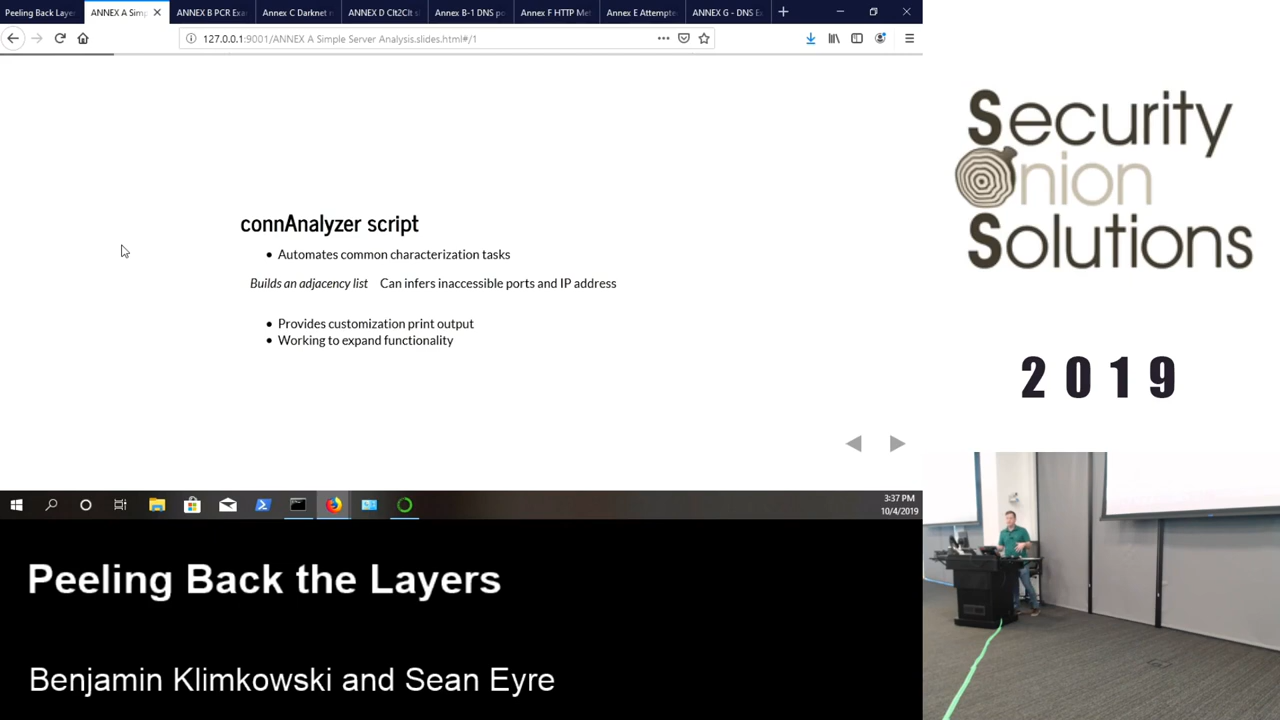 Peeling Back Layer
ANNEX A Simp
ANNEX B PCR Exa
Annex C Darknet n
ANNEX D Clt2Clt s
Annex B-1 DNS po
Annex F HTTP Met
Annex E Attempte
ANNEX G - DNS E
127.0.0.1:9001/ANNEX A Simple Server Analysis.slides.html#/1
connAnalyzer script
• Automates common characterization tasks
Builds an adjacency list Can infers inaccessible ports and IP address
• Provides customization print output
• Working to expand functionality
3:37 PM
10/4/2019
Peeling Back the Layers
Benjamin Klimkowski and Sean Eyre
Security
Onion
Solutions
2019